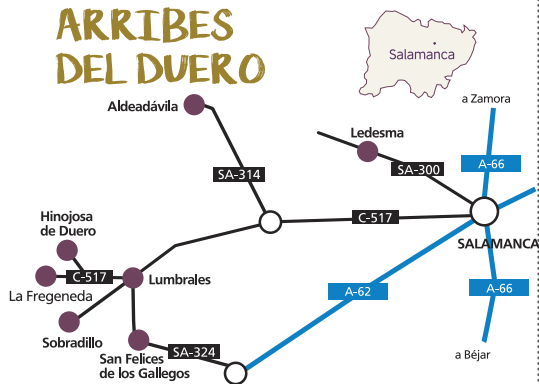 ARRIBES
DEL DUERO
Salamanca
a Zamora
Aldeadávila
Ledesma
A-66
SA-314
SA-300
Hinojosa
de Duero
C-517
SALAMANCA
C-517
Lumbrales
La Fregeneda
A-62
A-66
Sobradillo
San Felices
de los Gallegos
SA-324
a Béjar